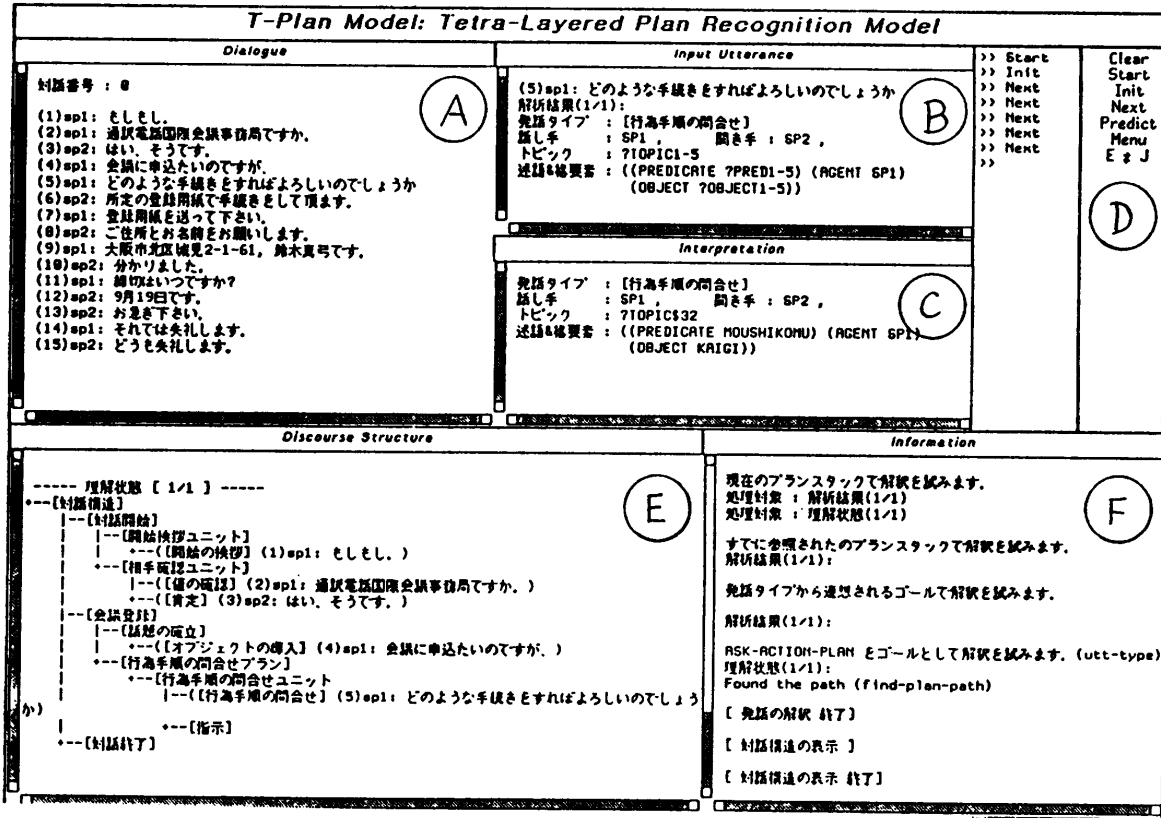 T-Plan Model: Tetra-Layered Plan Recognition Model
Dialogue
対話番号 : 0
(1)sp1: もしもし。
(2)sp1: 通訳電話国際会議事務局ですか。
(3)sp2: はい、そうです。
(4)sp1: 会議に申込たいのですが、
(5)sp1: どのような手続きをすればよろしいのでしょうか
(6)sp2: 所定の登録用紙で手続きをして頂ます。
(7)sp1: 登録用紙を送って下さい。
(8)sp2: ご住所とお名前をお願いします。
(9)sp1: 大阪市北区城見2-1-61, 鈴木真弓です。
(10)sp2: 分かりました。
(11)sp1: 締切はいつですか?
(12)sp2: 9月19日です。
(13)sp2: お急ぎ下さい。
(14)sp1: それでは失礼します。
(15)sp2: どうも失礼します。
A
Input Utterance
(5)sp1: どのような手続きをすればよろしいのでしょうか
解析結果(1/1):
発話タイプ : [行為手順の問合せ]
話し手 : SP1 , 聞き手 : SP2 ,
トピック : ?TOPIC1-5
述語&格要素 : ((PREDICATE ?PRED1-5) (AGENT SP1)
(OBJECT ?OBJECT1-5))
B
Interpretation
発話タイプ : [行為手順の問合せ]
話し手 : SP1 , 聞き手 : SP2 ,
トピック : ?TOPIC$32
述語&格要素 : ((PREDICATE MOUSHIKOMU) (AGENT SP1)
(OBJECT KAIGI))
C
>> Start
>> Init
>> Next
>> Next
>> Next
>> Next
>> Next
>>
Clear
Start
Init
Next
Predict
Menu
E ⇄ J
D
Discourse Structure
----- 理解状態 [ 1/1 ] -----
+--[対話構造]
|--[対話開始]
| |--[開始挨拶ユニット]
| | +--([開始の挨拶] (1)sp1: もしもし。)
| +--[相手確認ユニット]
| |--([値の確認] (2)sp1: 通訳電話国際会議事務局ですか。)
| +--([肯定] (3)sp2: はい、そうです。)
|--[会議登録]
| |--[話題の確立]
| | +--([オブジェクトの導入] (4)sp1: 会議に申込たいのですが、)
| +--[行為手順の問合せプラン]
| +--[行為手順の問合せユニット
| |--([行為手順の問合せ] (5)sp1: どのような手続きをすればよろしいのでしょう
か)
| +--[指示]
+--[対話終了]
E
Information
現在のプランスタックで解釈を試みます。
処理対象 : 解析結果(1/1)
処理対象 : 理解状態(1/1)
すでに参照されたのプランスタックで解釈を試みます。
解析結果(1/1):
発話タイプから連想されるゴールで解釈を試みます。
解析結果(1/1):
ASK-ACTION-PLAN をゴールとして解釈を試みます。(utt-type)
理解状態(1/1):
Found the path (find-plan-path)
[ 発話の解釈 終了]
[ 対話構造の表示 ]
[ 対話構造の表示 終了]
F